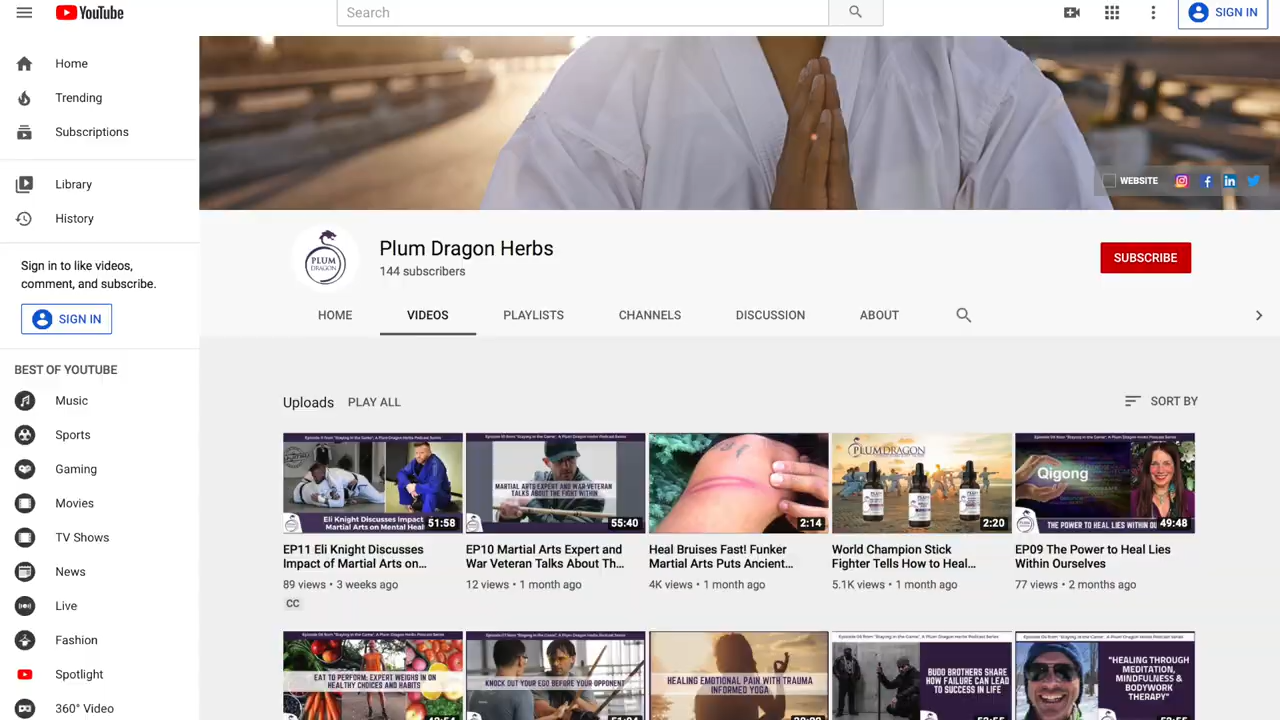 YouTube
Search
SIGN IN
Home
Trending
Subscriptions
Library
History
Sign in to like videos,
comment, and subscribe.
SIGN IN
BEST OF YOUTUBE
Music
Sports
Gaming
Movies
TV Shows
News
Live
Fashion
Spotlight
360° Video
WEBSITE
PLUM
DRAGON
Plum Dragon Herbs
144 subscribers
SUBSCRIBE
HOME
VIDEOS
PLAYLISTS
CHANNELS
DISCUSSION
ABOUT
Uploads
PLAY ALL
SORT BY
Eli Knight Discusses Impact
Martial Arts on Mental Heal
51:58
EP11 Eli Knight Discusses
Impact of Martial Arts on...
89 views • 3 weeks ago
CC
MARTIAL ARTS EXPERT AND WAR VETERAN
TALKS ABOUT THE FIGHT WITHIN
55:40
EP10 Martial Arts Expert and
War Veteran Talks About Th...
12 views • 1 month ago
2:14
Heal Bruises Fast! Funker
Martial Arts Puts Ancient...
4K views • 1 month ago
PLUM DRAGON
2:20
World Champion Stick
Fighter Tells How to Heal...
5.1K views • 1 month ago
Qigong
THE POWER TO HEAL LIES WITHIN OU
49:48
EP09 The Power to Heal Lies
Within Ourselves
77 views • 2 months ago
EAT TO PERFORM: EXPERT WEIGHS IN ON
HEALTHY CHOICES AND HABITS
KNOCK OUT YOUR EGO BEFORE YOUR OPPONENT
HEALING EMOTIONAL PAIN WITH TRAUMA
INFORMED YOGA
BUDO BROTHERS SHARE
HOW FAILURE CAN LEAD
TO SUCCESS IN LIFE
"HEALING THROUGH
MEDITATION,
MINDFULNESS &
BODYWORK
THERAPY"